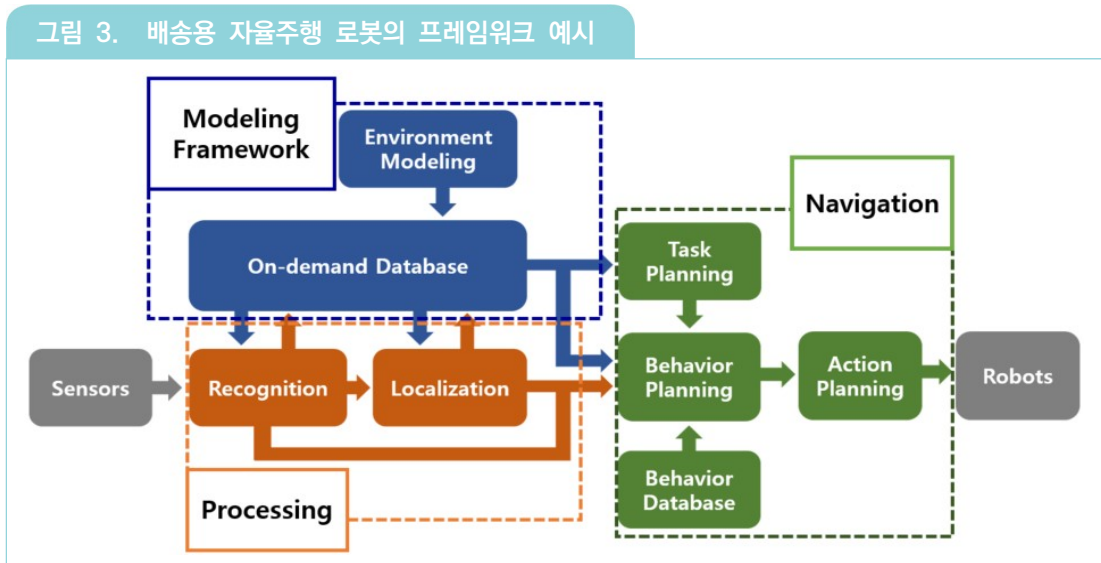 그림 3. 배송용 자율주행 로봇의 프레임워크 예시
Modeling
Framework
Environment
Modeling
On-demand Database
Navigation
Task
Planning
Sensors
Recognition
Localization
Behavior
Planning
Action
Planning
Robots
Behavior
Database
Processing